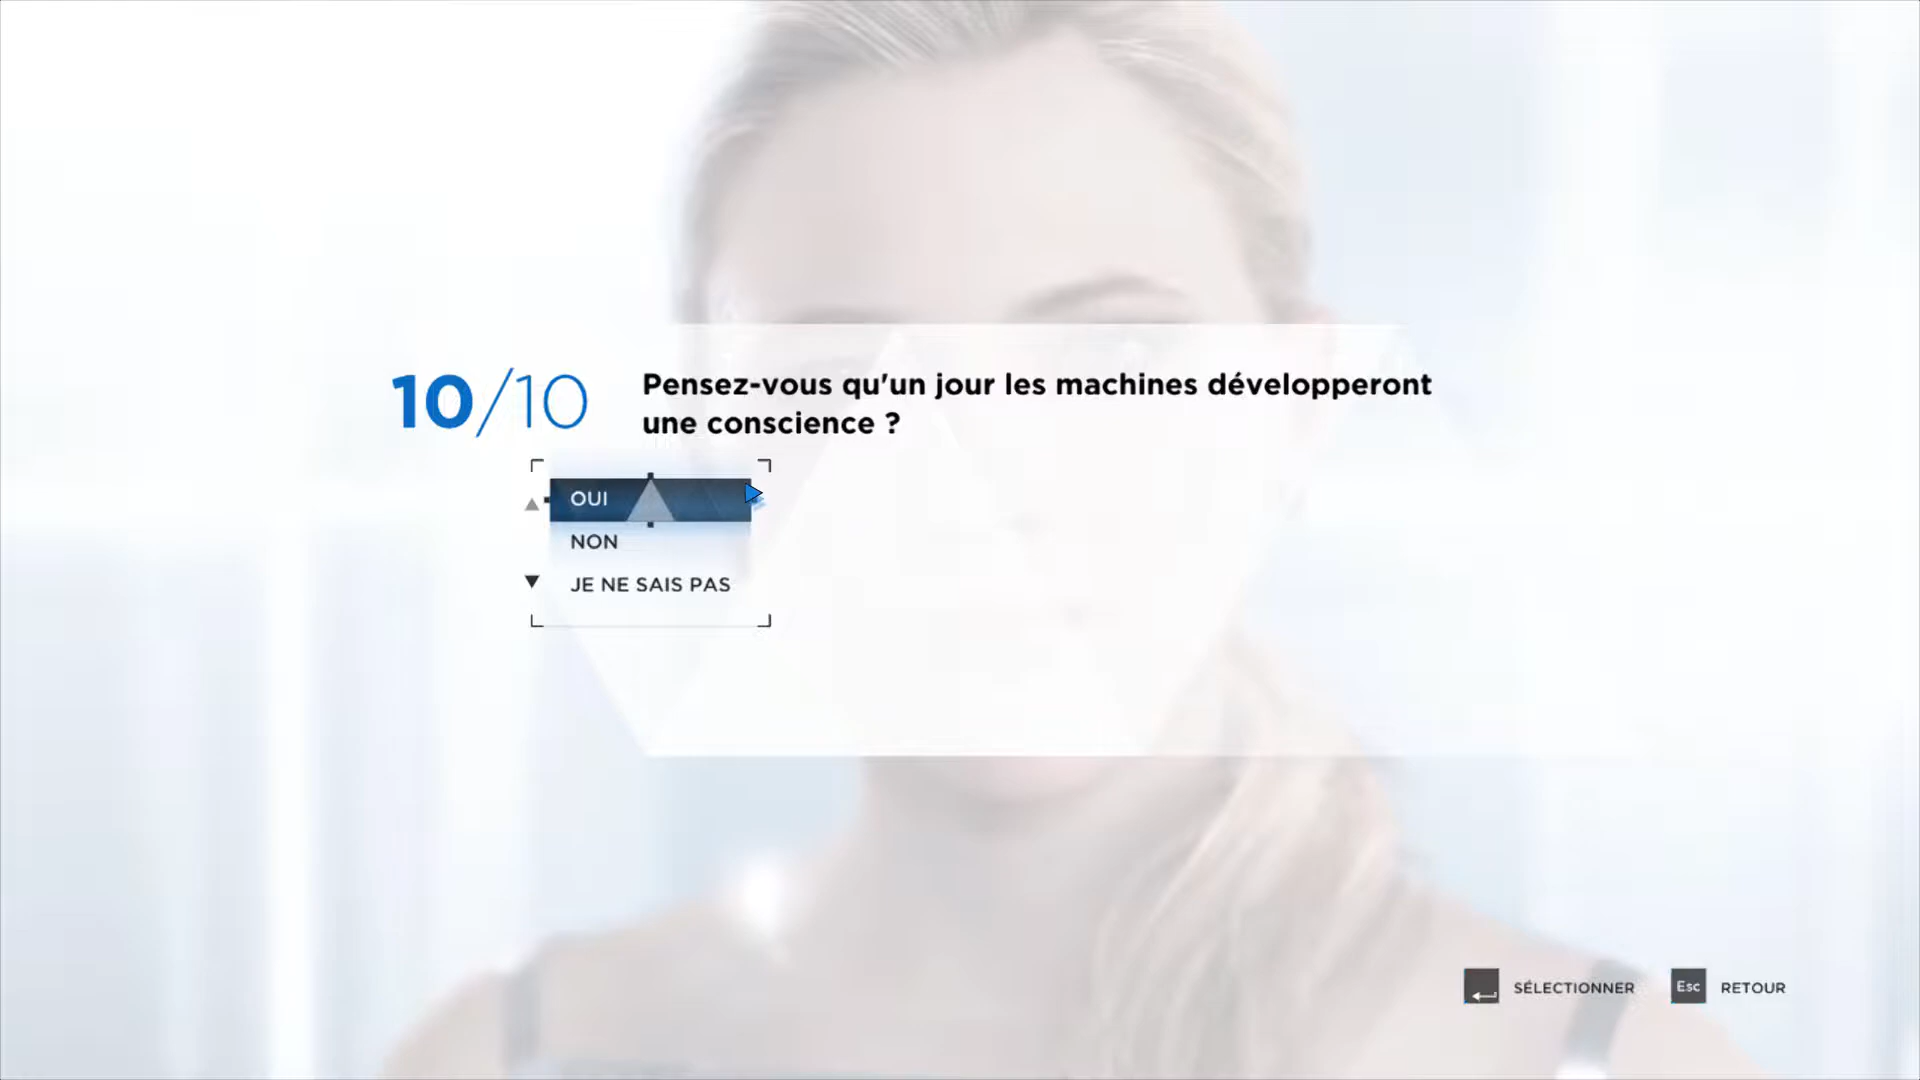 10/10
Pensez-vous qu'un jour les machines développeront
une conscience ?
OUI
NON
JE NE SAIS PAS
SÉLECTIONNER
Esc RETOUR